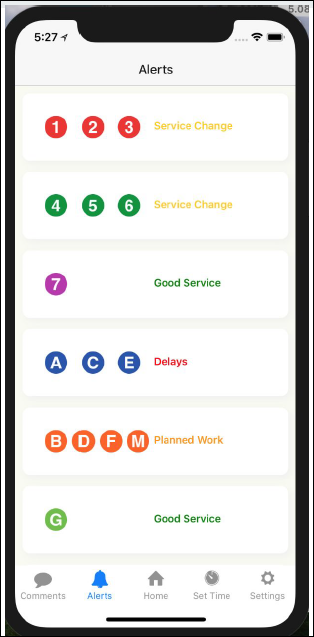 5.08
5:27
Alerts
1 2 3 Service Change
4 5 6 Service Change
7 Good Service
A C E Delays
B D F M Planned Work
G Good Service
Comments Alerts Home Set Time Settings